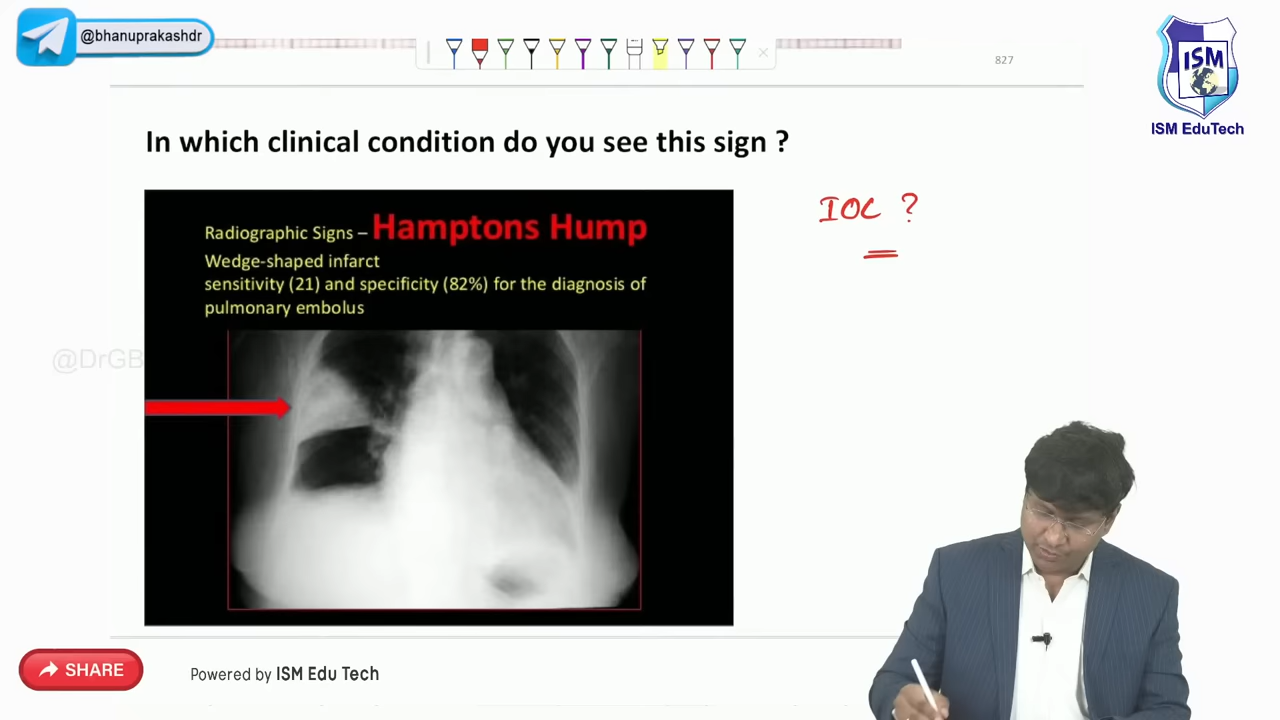 @bhanuprakashdr
827
ISM
ISM EduTech
In which clinical condition do you see this sign ?
Radiographic Signs – Hamptons Hump
Wedge-shaped infarct
sensitivity (21) and specificity (82%) for the diagnosis of
pulmonary embolus
IOC ?
@DrGB
SHARE
Powered by ISM Edu Tech